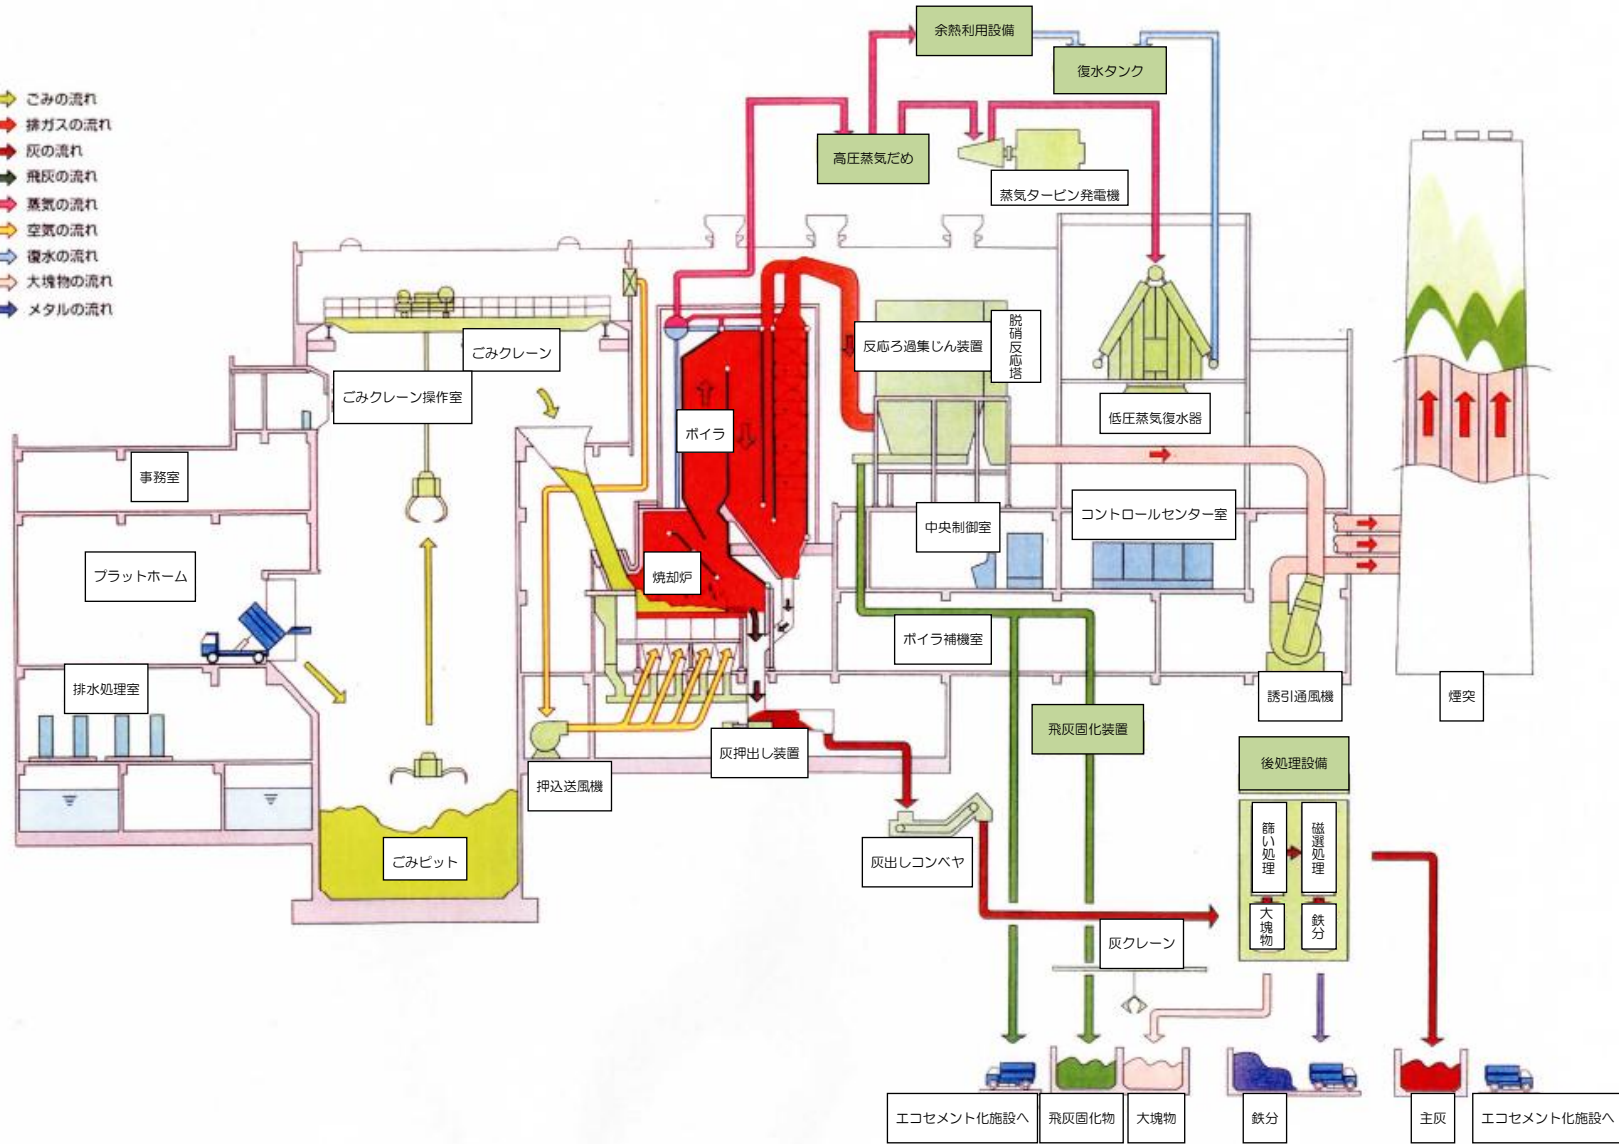 余熱利用設備
復水タンク
ごみの流れ
排ガスの流れ
灰の流れ
飛灰の流れ
蒸気の流れ
空気の流れ
復水の流れ
大塊物の流れ
メタルの流れ
高圧蒸気だめ
蒸気タービン発電機
ごみクレーン
ごみクレーン操作室
反応ろ過集じん装置
脱硝反応塔
低圧蒸気復水器
ボイラ
事務室
中央制御室
コントロールセンター室
プラットホーム
焼却炉
ボイラ補機室
排水処理室
誘引通風機
煙突
灰押出し装置
飛灰固化装置
後処理設備
押込送風機
ごみピット
灰出しコンベヤ
篩い処理
磁選処理
大塊物
鉄分
灰クレーン
エコセメント化施設へ
飛灰固化物
大塊物
鉄分
主灰
エコセメント化施設へ